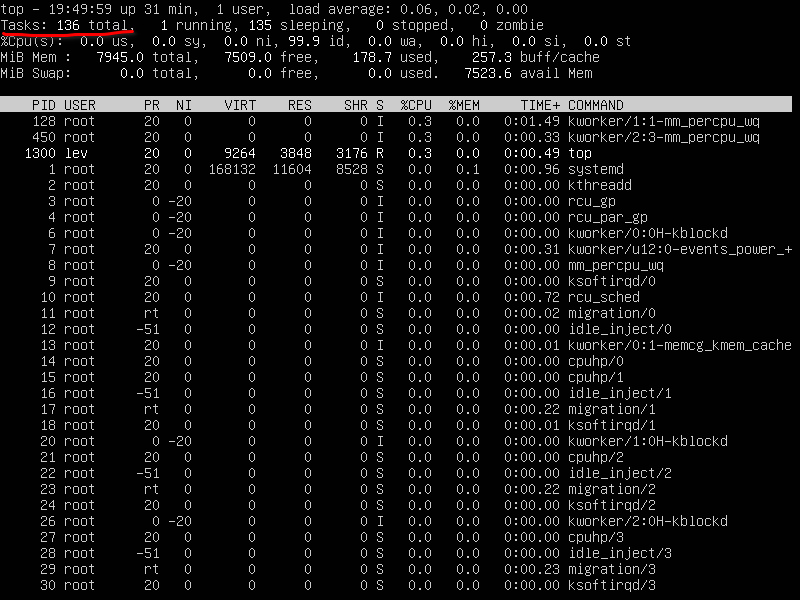 top - 19:49:59 up 31 min,  1 user,  load average: 0.06, 0.02, 0.00
Tasks: 136 total,   1 running, 135 sleeping,   0 stopped,   0 zombie
%Cpu(s):  0.0 us,  0.0 sy,  0.0 ni, 99.9 id,  0.0 wa,  0.0 hi,  0.0 si,  0.0 st
MiB Mem :   7945.0 total,   7509.0 free,    178.7 used,    257.3 buff/cache
MiB Swap:      0.0 total,      0.0 free,      0.0 used.   7523.6 avail Mem
    PID USER      PR  NI    VIRT    RES    SHR S  %CPU  %MEM     TIME+ COMMAND
    128 root      20   0       0      0      0 I   0.3   0.0   0:01.49 kworker/1:1-mm_percpu_wq
    450 root      20   0       0      0      0 I   0.3   0.0   0:00.33 kworker/2:3-mm_percpu_wq
   1300 lev       20   0    9264   3848   3176 R   0.3   0.0   0:00.49 top
      1 root      20   0  168132  11604   8528 S   0.0   0.1   0:00.96 systemd
      2 root      20   0       0      0      0 S   0.0   0.0   0:00.00 kthreadd
      3 root       0 -20       0      0      0 I   0.0   0.0   0:00.00 rcu_gp
      4 root       0 -20       0      0      0 I   0.0   0.0   0:00.00 rcu_par_gp
      6 root       0 -20       0      0      0 I   0.0   0.0   0:00.00 kworker/0:0H-kblockd
      7 root      20   0       0      0      0 I   0.0   0.0   0:00.31 kworker/u12:0-events_power_+
      8 root       0 -20       0      0      0 I   0.0   0.0   0:00.00 mm_percpu_wq
      9 root      20   0       0      0      0 S   0.0   0.0   0:00.00 ksoftirqd/0
     10 root      20   0       0      0      0 I   0.0   0.0   0:00.72 rcu_sched
     11 root      rt   0       0      0      0 S   0.0   0.0   0:00.02 migration/0
     12 root     -51   0       0      0      0 S   0.0   0.0   0:00.00 idle_inject/0
     13 root      20   0       0      0      0 I   0.0   0.0   0:00.01 kworker/0:1-memcg_kmem_cache
     14 root      20   0       0      0      0 S   0.0   0.0   0:00.00 cpuhp/0
     15 root      20   0       0      0      0 S   0.0   0.0   0:00.00 cpuhp/1
     16 root     -51   0       0      0      0 S   0.0   0.0   0:00.00 idle_inject/1
     17 root      rt   0       0      0      0 S   0.0   0.0   0:00.22 migration/1
     18 root      20   0       0      0      0 S   0.0   0.0   0:00.01 ksoftirqd/1
     20 root       0 -20       0      0      0 I   0.0   0.0   0:00.00 kworker/1:0H-kblockd
     21 root      20   0       0      0      0 S   0.0   0.0   0:00.00 cpuhp/2
     22 root     -51   0       0      0      0 S   0.0   0.0   0:00.00 idle_inject/2
     23 root      rt   0       0      0      0 S   0.0   0.0   0:00.22 migration/2
     24 root      20   0       0      0      0 S   0.0   0.0   0:00.00 ksoftirqd/2
     26 root       0 -20       0      0      0 I   0.0   0.0   0:00.00 kworker/2:0H-kblockd
     27 root      20   0       0      0      0 S   0.0   0.0   0:00.00 cpuhp/3
     28 root     -51   0       0      0      0 S   0.0   0.0   0:00.00 idle_inject/3
     29 root      rt   0       0      0      0 S   0.0   0.0   0:00.23 migration/3
     30 root      20   0       0      0      0 S   0.0   0.0   0:00.00 ksoftirqd/3